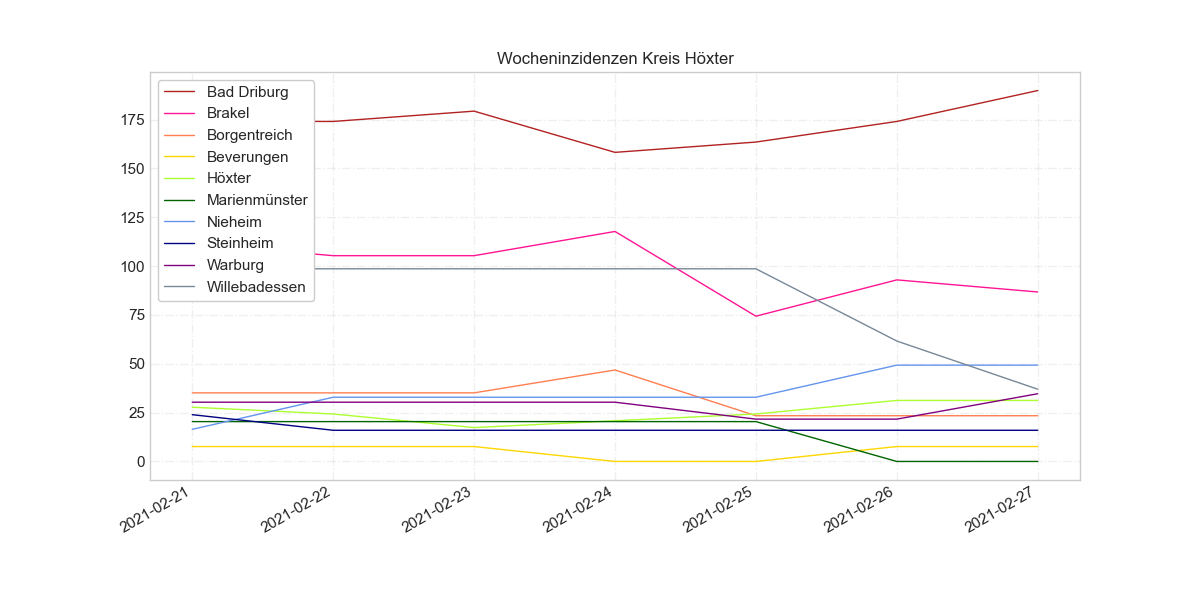 Wocheninzidenzen Kreis Höxter
Bad Driburg
Brakel
Borgentreich
Beverungen
Höxter
Marienmünster
Nieheim
Steinheim
Warburg
Willebadessen
175
150
125
100
75
50
25
0
2021-02-21
2021-02-22
2021-02-23
2021-02-24
2021-02-25
2021-02-26
2021-02-27